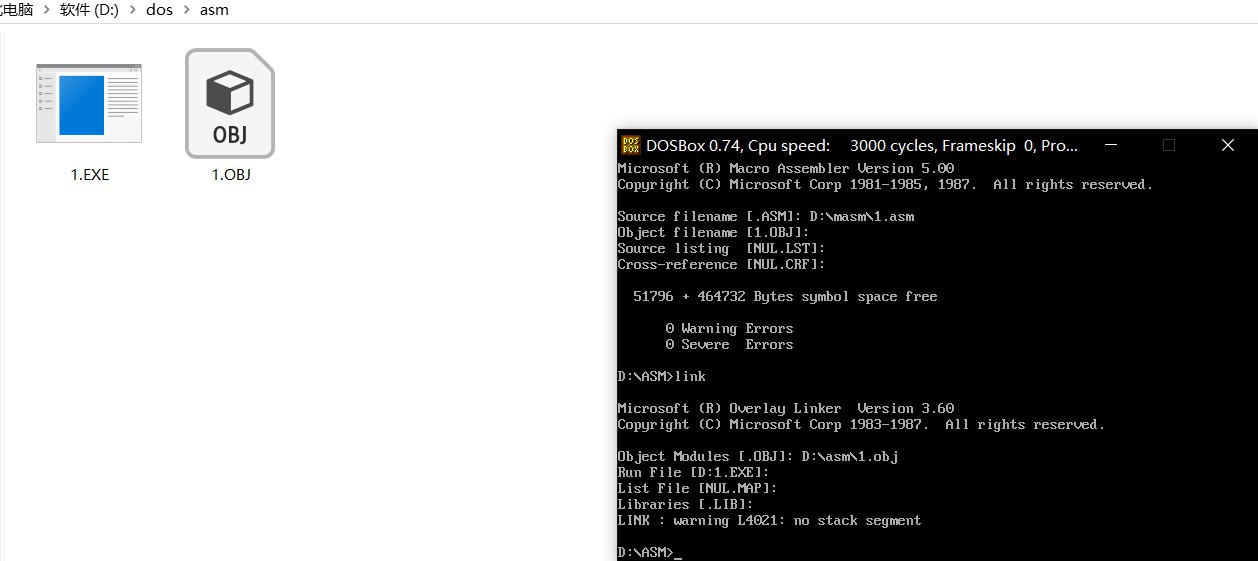 电脑 > 软件 (D:) > dos > asm
OBJ
1.EXE
1.OBJ
DOSBox 0.74, Cpu speed: 3000 cycles, Frameskip 0, Pro...
Microsoft (R) Macro Assembler Version 5.00
Copyright (C) Microsoft Corp 1981-1985, 1987. All rights reserved.
Source filename [.ASM]: D:\masm\1.asm
Object filename [1.OBJ]:
Source listing [NUL.LST]:
Cross-reference [NUL.CRF]:
51796 + 464732 Bytes symbol space free
0 Warning Errors
0 Severe Errors
D:\ASM>link
Microsoft (R) Overlay Linker Version 3.60
Copyright (C) Microsoft Corp 1983-1987. All rights reserved.
Object Modules [.OBJ]: D:\asm\1.obj
Run File [D:1.EXE]:
List File [NUL.MAP]:
Libraries [.LIB]:
LINK : warning L4021: no stack segment
D:\ASM>_